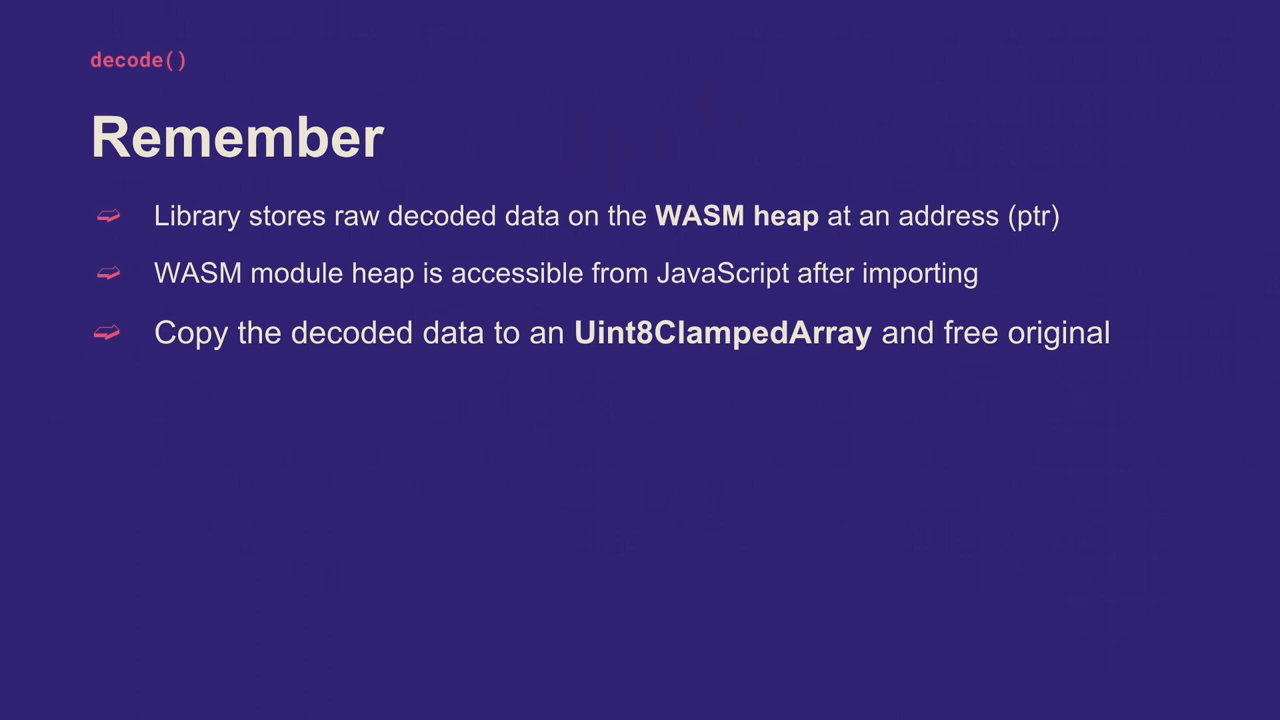 decode()
Remember
➫ Library stores raw decoded data on the WASM heap at an address (ptr)
➫ WASM module heap is accessible from JavaScript after importing
➫ Copy the decoded data to an Uint8ClampedArray and free original